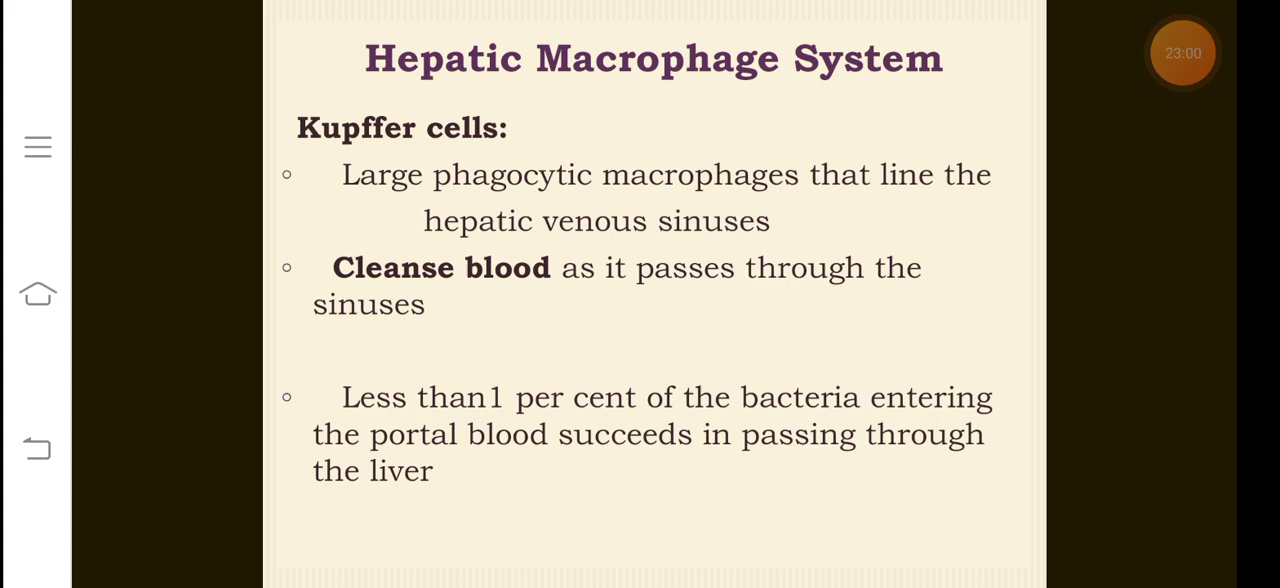 Hepatic Macrophage System
23:00
Kupffer cells:
◦ Large phagocytic macrophages that line the
hepatic venous sinuses
◦ Cleanse blood as it passes through the
sinuses
◦ Less than1 per cent of the bacteria entering
the portal blood succeeds in passing through
the liver